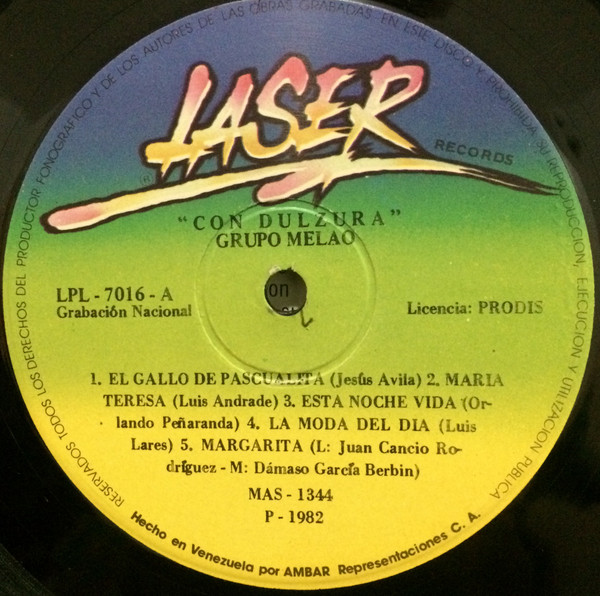 RESERVADOS TODOS LOS DERECHOS DEL PRODUCTOR FONOGRAFICO Y DE LOS AUTORES DE LAS OBRAS GRABADAS EN ESTE DISCO Y PROHIBIDA SU REPRODUCCION, EJECUCION Y UTILIZACION PUBLICA
LASER
® RECORDS
"CON DULZURA"
GRUPO MELAO
LPL - 7016 - A
Grabación Nacional
Licencia: PRODIS
on
1. EL GALLO DE PASCUALITA (Jesús Avila) 2. MARIA
TERESA (Luis Andrade) 3. ESTA NOCHE VIDA (Or-
lando Peñaranda) 4. LA MODA DEL DIA (Luis
Lares) 5. MARGARITA (L: Juan Cancio Ro-
dríguez - M: Dámaso García Berbin)
MAS - 1344
P - 1982
Hecho en Venezuela por AMBAR Representaciones C. A.